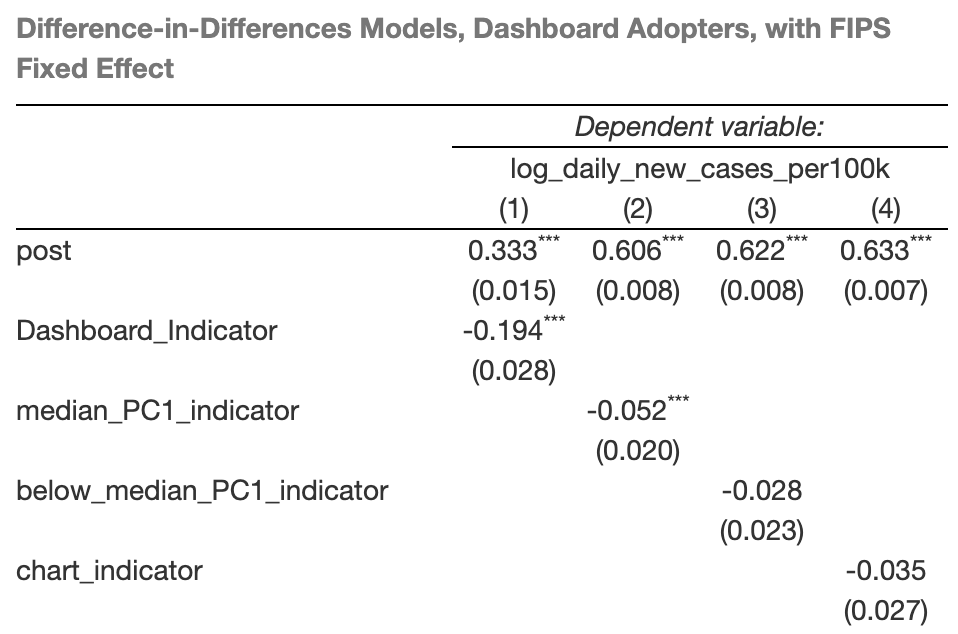 Difference-in-Differences Models, Dashboard Adopters, with FIPS
Fixed Effect
Dependent variable:
log_daily_new_cases_per100k
(1) (2) (3) (4)
post 0.333*** 0.606*** 0.622*** 0.633***
(0.015) (0.008) (0.008) (0.007)
Dashboard_Indicator -0.194***
(0.028)
median_PC1_indicator -0.052***
(0.020)
below_median_PC1_indicator -0.028
(0.023)
chart_indicator -0.035
(0.027)